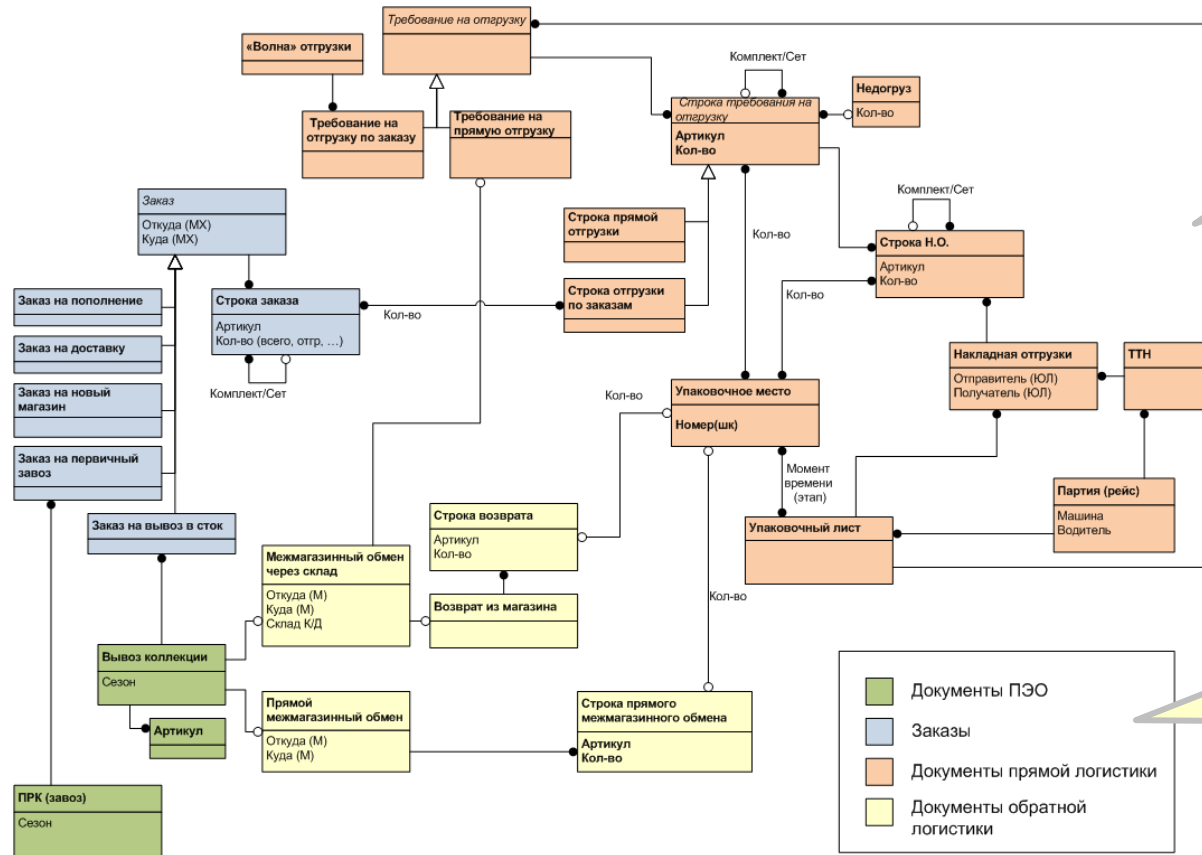 Требование на отгрузку
«Волна» отгрузки
Комплект/Сет
Недогруз
Кол-во
Строка требования на
отгрузку
Артикул
Кол-во
Требование на
отгрузку по заказу
Требование на
прямую отгрузку
Комплект/Сет
Заказ
Откуда (МХ)
Куда (МХ)
Строка прямой
отгрузки
Кол-во
Строка Н.О.
Артикул
Кол-во
Заказ на пополнение
Строка заказа
Артикул
Кол-во (всего, отгр, …)
Кол-во
Строка отгрузки
по заказам
Кол-во
Заказ на доставку
Комплект/Сет
Накладная отгрузки
Отправитель (ЮЛ)
Получатель (ЮЛ)
ТТН
Заказ на новый
магазин
Кол-во
Упаковочное место
Номер(шк)
Заказ на первичный
завоз
Момент
времени
(этап)
Партия (рейс)
Машина
Водитель
Заказ на вывоз в сток
Строка возврата
Артикул
Кол-во
Упаковочный лист
Межмагазинный обмен
через склад
Откуда (М)
Куда (М)
Склад К/Д
Возврат из магазина
Кол-во
Вывоз коллекции
Сезон
Артикул
Прямой
межмагазинный обмен
Откуда (М)
Куда (М)
Строка прямого
межмагазинного обмена
Артикул
Кол-во
ПРК (завоз)
Сезон
Документы ПЭО
Заказы
Документы прямой логистики
Документы обратной
логистики